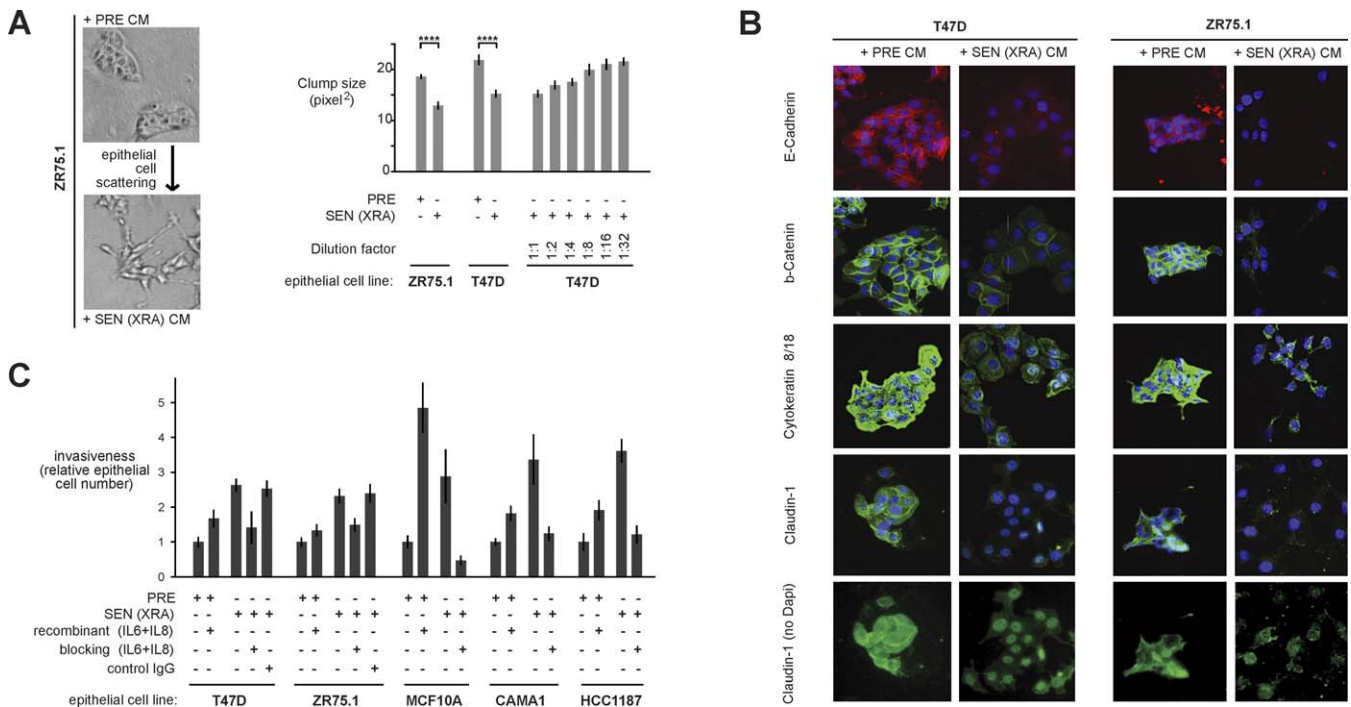 A
+ PRE CM
ZR75.1
epithelial
cell
scattering
+ SEN (XRA) CM
Clump size
(pixel2)
20
10
0
****
****
PRE
+ - + -
SEN (XRA)
- + - + + + + + + +
Dilution factor
1:1
1:2
1:4
1:8
1:16
1:32
epithelial cell line:
ZR75.1
T47D
T47D
B
T47D
ZR75.1
+ PRE CM
+ SEN (XRA) CM
+ PRE CM
+ SEN (XRA) CM
E-Cadherin
b-Catenin
Cytokeratin 8/18
Claudin-1
Claudin-1 (no Dapi)
C
invasiveness
(relative epithelial
cell number)
5
4
3
2
1
0
PRE
+ + - - - + + - - - + + - - + + - - + + - -
SEN (XRA)
- - + + + - - + + + - - + + - - + + - - + +
recombinant (IL6+IL8)
- + - - - - + - - - - + - - - + - - - + - -
blocking (IL6+IL8)
- - - + - - - - + - - - - + - - - + - - - +
control IgG
- - - - + - - - - + - - - - - - - - - - - -
epithelial cell line:
T47D
ZR75.1
MCF10A
CAMA1
HCC1187